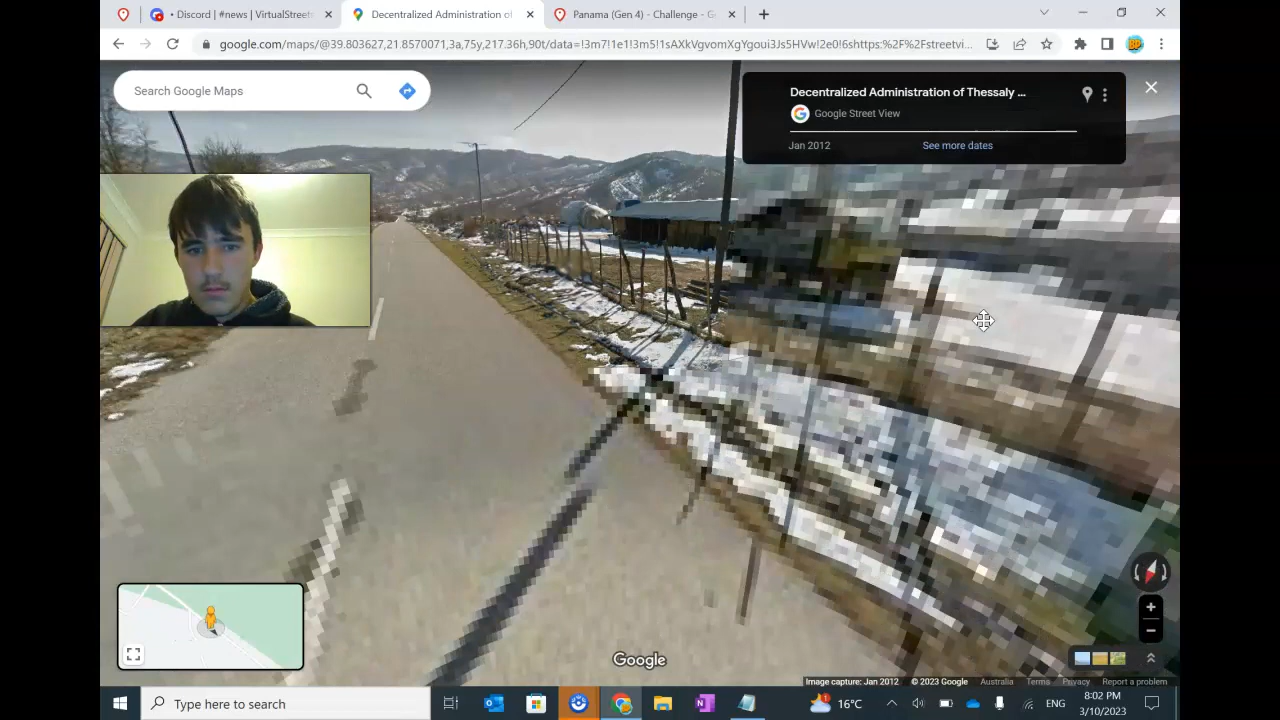 • Discord | #news | VirtualStreets
Decentralized Administration of
Panama (Gen 4) - Challenge - G
google.com/maps/@39.803627,21.8570121,3a,75y,217.36h,90t/data=!3m7!1e1!3m5!1sAXkVgvomXgYgoui3Js5HVw!2e0!6shttps:%2F%2Fstreetvi...
Search Google Maps
Decentralized Administration of Thessaly ...
Google Street View
Jan 2012
See more dates
Google
Image capture: Jan 2012 © 2023 Google Australia Terms Privacy Report a problem
Type here to search
1
16°C
ENG
8:02 PM
3/10/2023